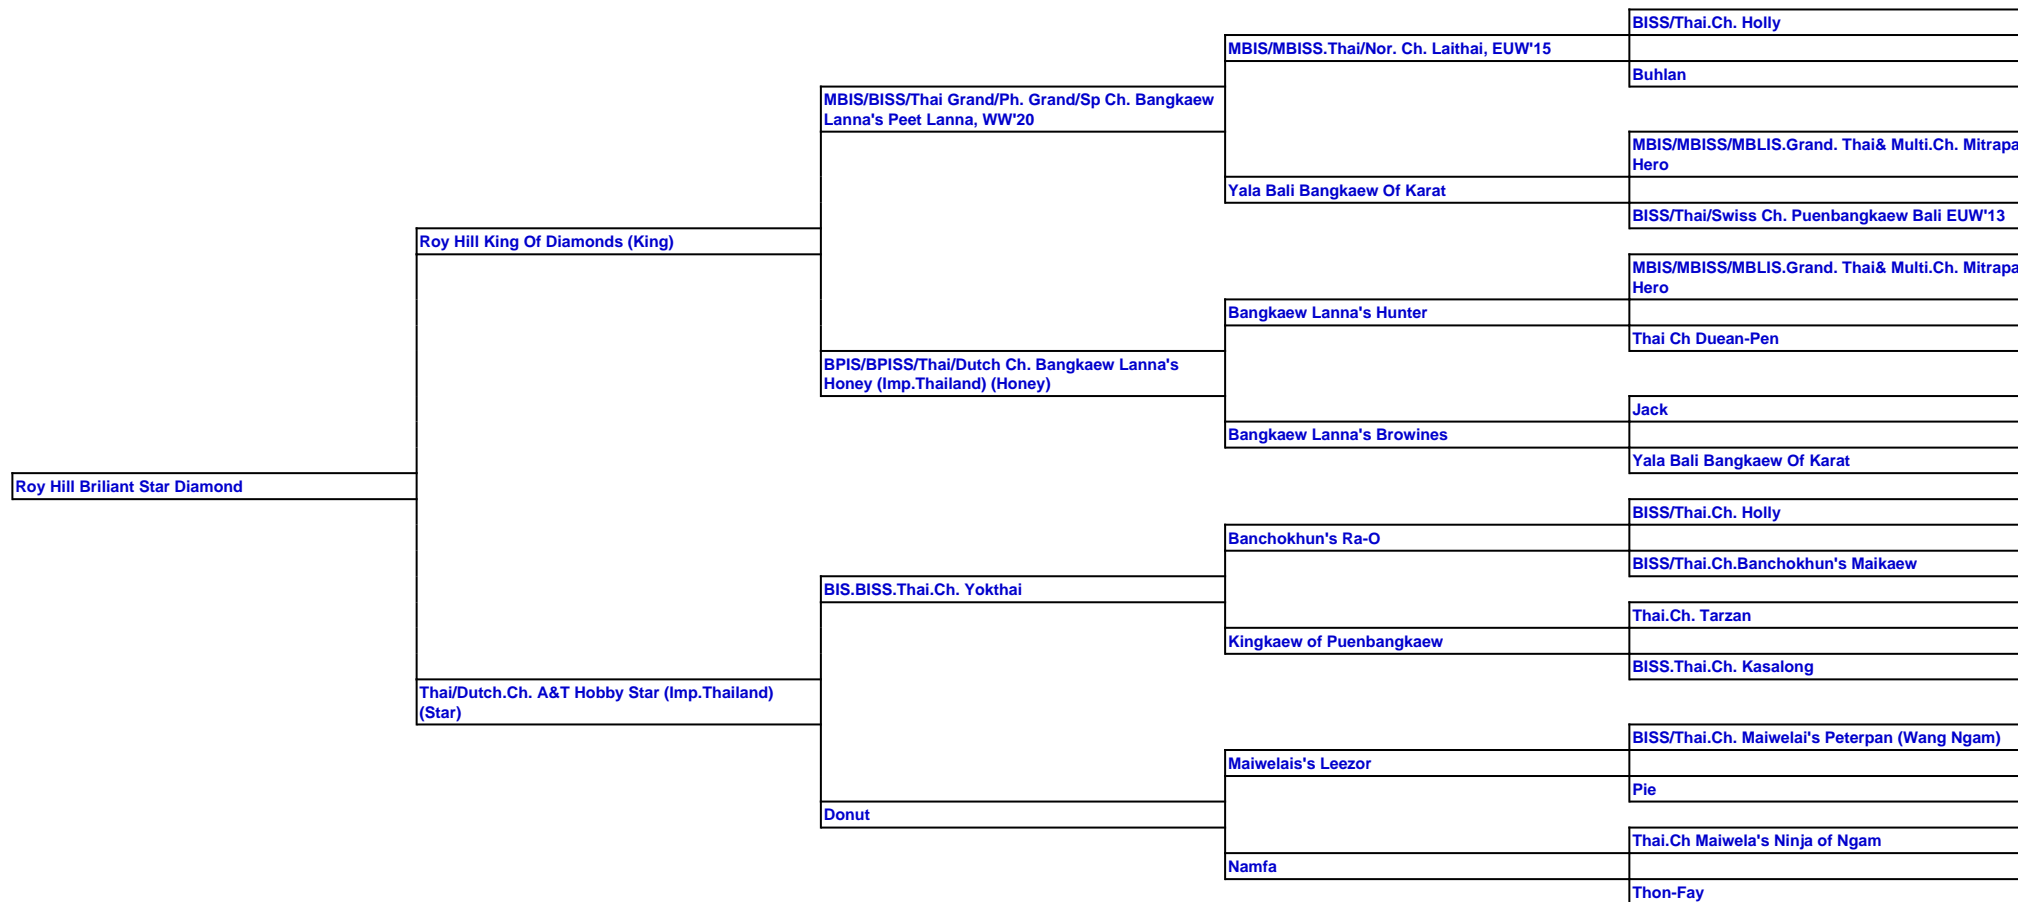 BISS/Thai.Ch. Holly
MBIS/MBISS.Thai/Nor. Ch. Laithai, EUW'15
Buhlan
MBIS/BISS/Thai Grand/Ph. Grand/Sp Ch. Bangkaew
Lanna's Peet Lanna, WW'20
MBIS/MBISS/MBLIS.Grand. Thai& Multi.Ch. Mitrapa
Hero
Yala Bali Bangkaew Of Karat
BISS/Thai/Swiss Ch. Puenbangkaew Bali EUW'13
Roy Hill King Of Diamonds (King)
MBIS/MBISS/MBLIS.Grand. Thai& Multi.Ch. Mitrapa
Hero
Bangkaew Lanna's Hunter
Thai Ch Duean-Pen
BPIS/BPISS/Thai/Dutch Ch. Bangkaew Lanna's
Honey (Imp.Thailand) (Honey)
Jack
Bangkaew Lanna's Browines
Yala Bali Bangkaew Of Karat
Roy Hill Briliant Star Diamond
BISS/Thai.Ch. Holly
Banchokhun's Ra-O
BISS/Thai.Ch.Banchokhun's Maikaew
BIS.BISS.Thai.Ch. Yokthai
Thai.Ch. Tarzan
Kingkaew of Puenbangkaew
BISS.Thai.Ch. Kasalong
Thai/Dutch.Ch. A&T Hobby Star (Imp.Thailand)
(Star)
BISS/Thai.Ch. Maiwelai's Peterpan (Wang Ngam)
Maiwelais's Leezor
Pie
Donut
Thai.Ch Maiwela's Ninja of Ngam
Namfa
Thon-Fay